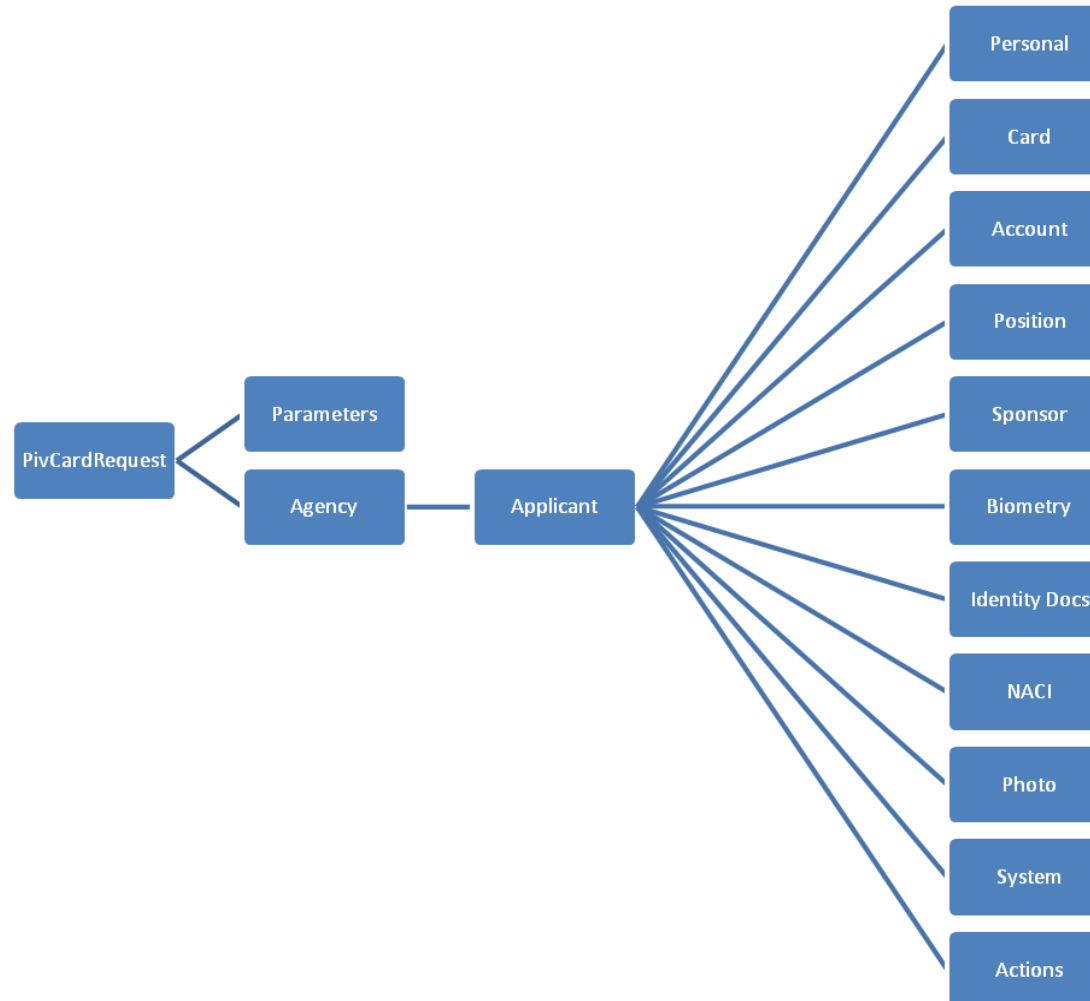 PivCardRequest
Parameters
Agency
Applicant
Personal
Card
Account
Position
Sponsor
Biometry
Identity Docs
NACI
Photo
System
Actions